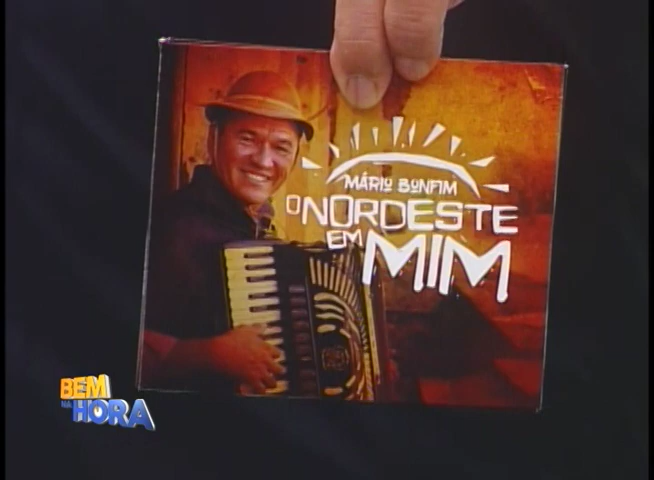 MÁRIO BONFIM
O NORDESTE
EM MIM
BEM
NA HORA